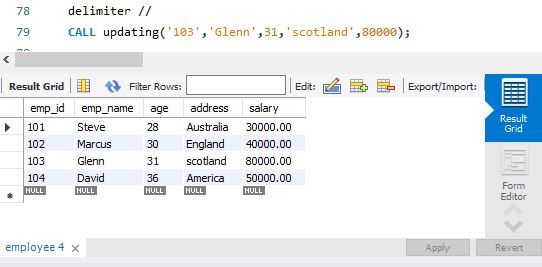 78 delimiter //
79 CALL updating('103','Glenn',31,'scotland',80000);
Result Grid Filter Rows: Edit: Export/Import:
emp_id emp_name age address salary
101 Steve 28 Australia 30000.00
102 Marcus 30 England 40000.00
103 Glenn 31 scotland 80000.00
104 David 36 America 50000.00
NULL NULL NULL NULL NULL
Result
Grid
Form
Editor
employee 4 Apply Revert